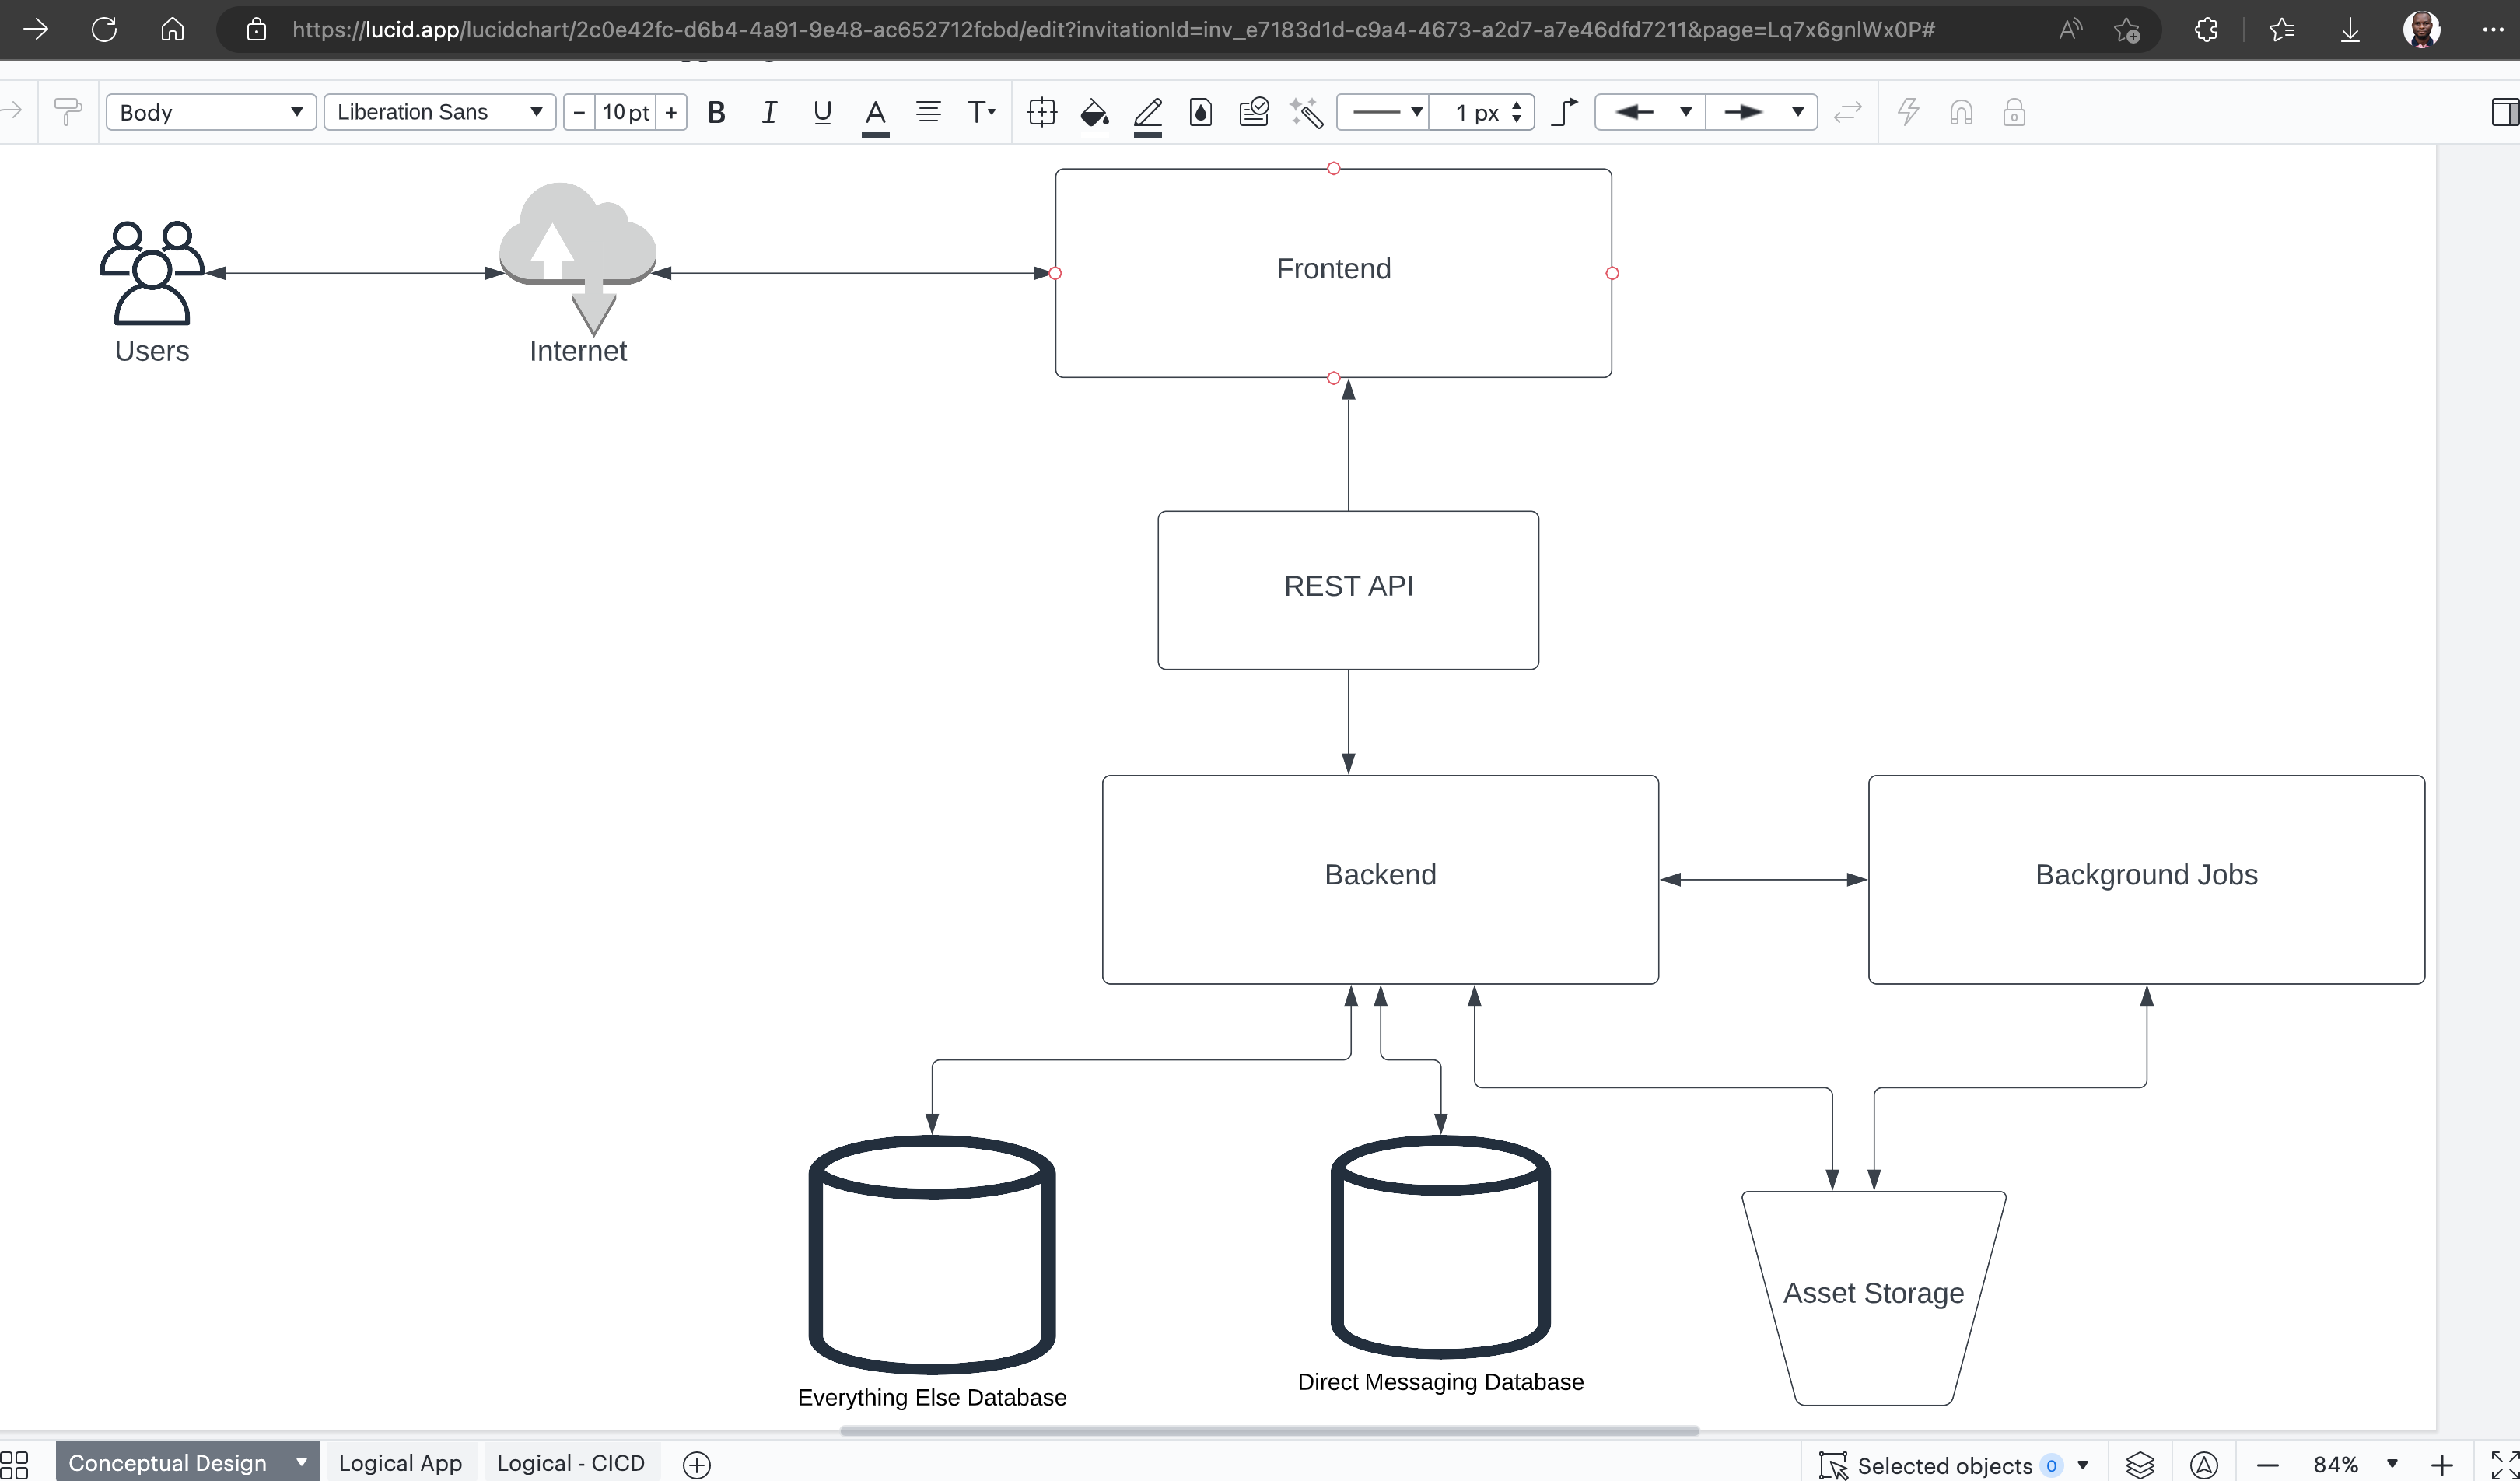 https://lucid.app/lucidchart/2c0e42fc-d6b4-4a91-9e48-ac652712fcbd/edit?invitationId=inv_e7183d1d-c9a4-4673-a2d7-a7e46dfd7211&page=Lq7x6gnlWx0P#
Body Liberation Sans - 10 pt + B I U A T 1 px
Frontend
Users
Internet
REST API
Backend
Background Jobs
Asset Storage
Direct Messaging Database
Everything Else Database
Conceptual Design Logical App Logical - CICD Selected objects 0 84%